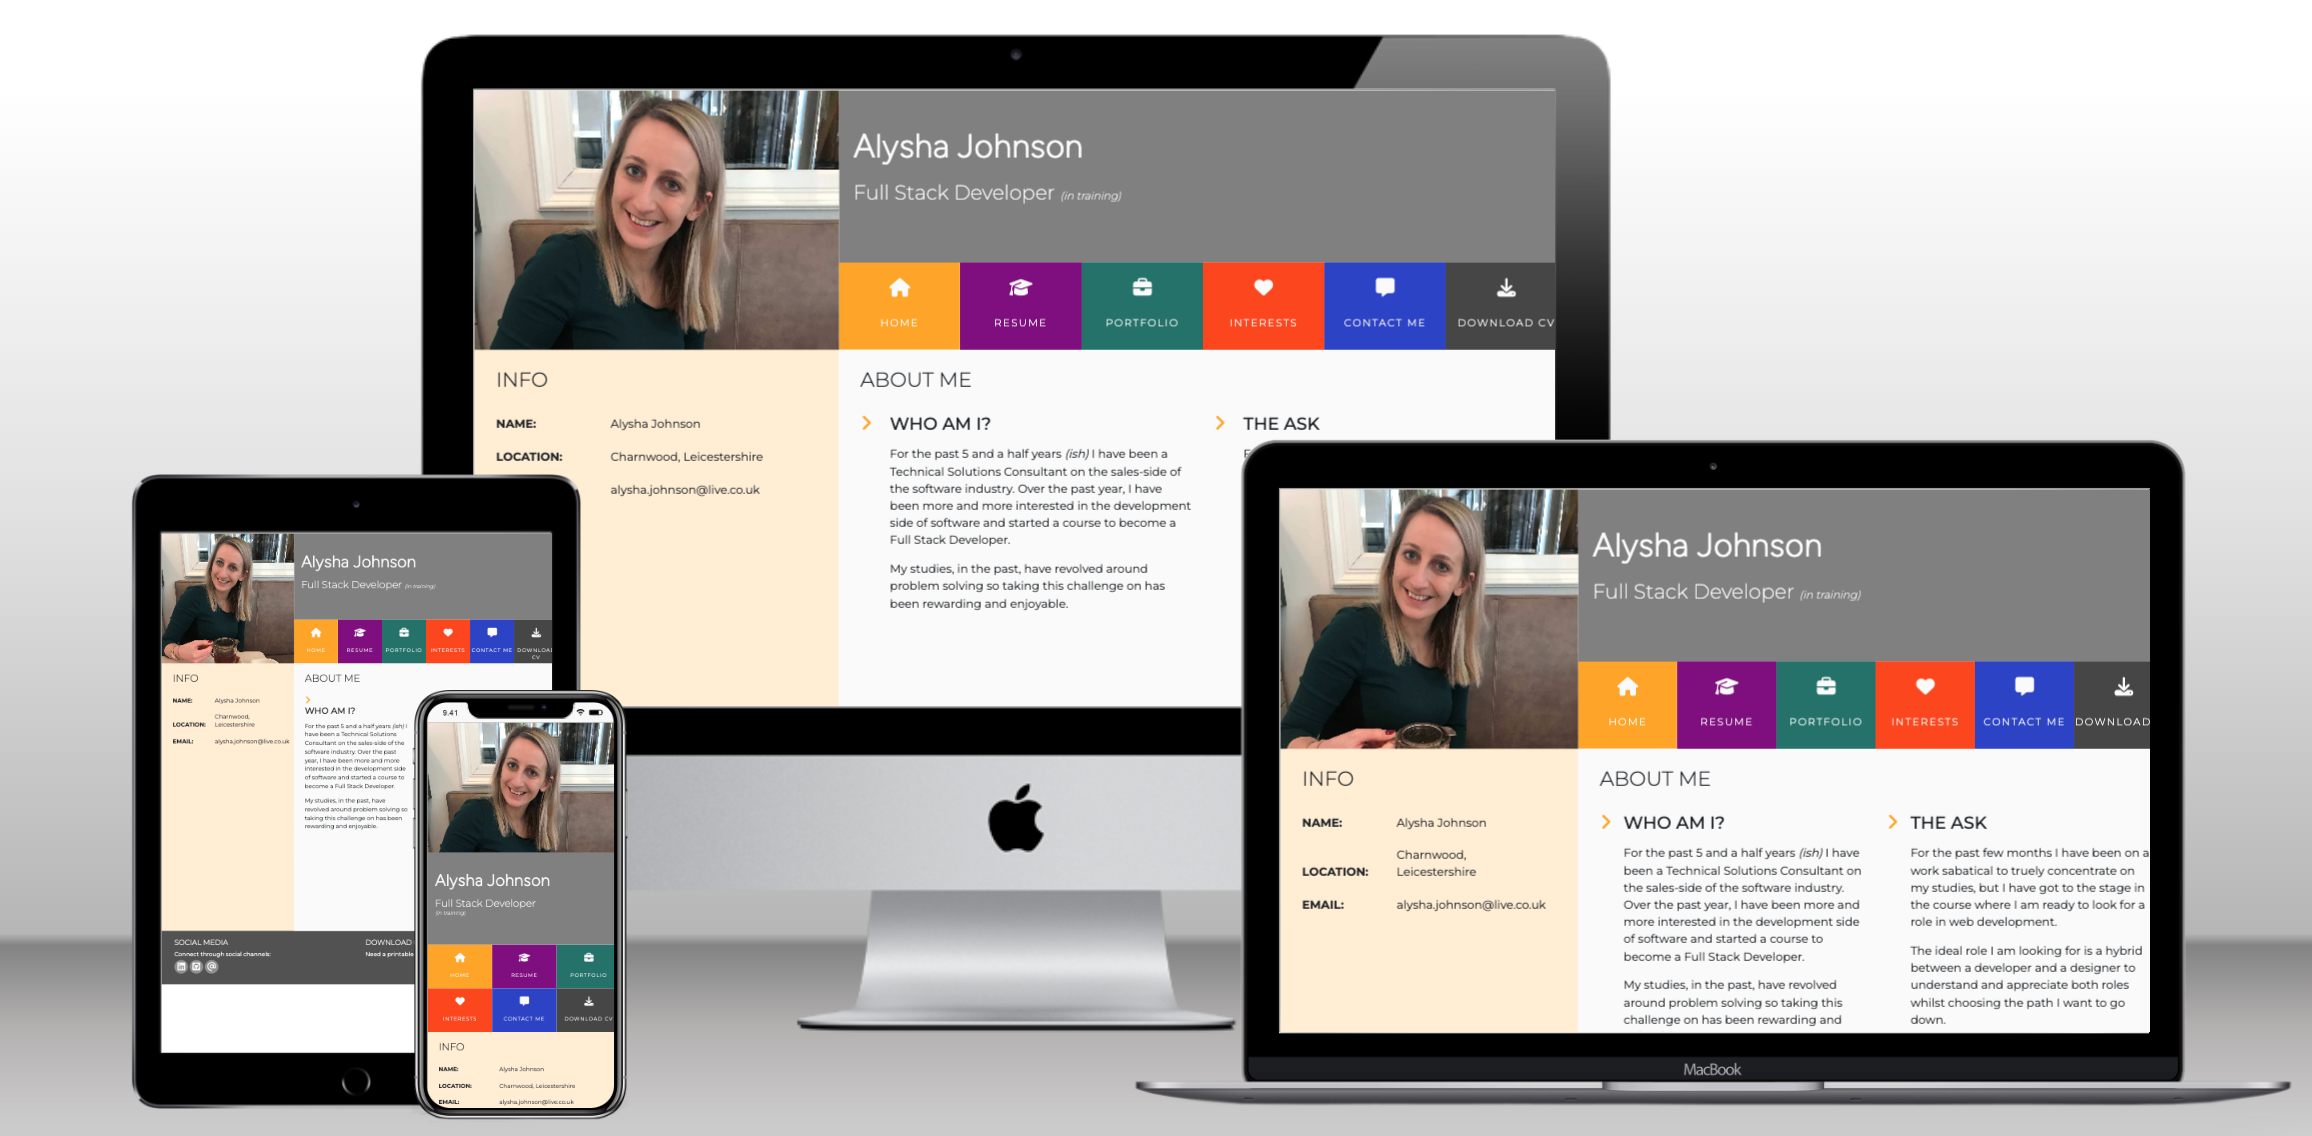 Alysha Johnson
Full Stack Developer (in training)
HOME
RESUME
PORTFOLIO
INTERESTS
CONTACT ME
DOWNLOAD CV
INFO
NAME: Alysha Johnson
LOCATION: Charnwood, Leicestershire
alysha.johnson@live.co.uk
ABOUT ME
WHO AM I?
For the past 5 and a half years (ish) I have been a
Technical Solutions Consultant on the sales-side of
the software industry. Over the past year, I have
been more and more interested in the development
side of software and started a course to become a
Full Stack Developer.
My studies, in the past, have revolved around
problem solving so taking this challenge on has
been rewarding and enjoyable.
THE ASK
Alysha Johnson
Full Stack Developer (in training)
HOME
RESUME
PORTFOLIO
INTERESTS
CONTACT ME
DOWNLOAD
CV
INFO
NAME: Alysha Johnson
Charnwood,
LOCATION: Leicestershire
EMAIL: alysha.johnson@live.co.uk
ABOUT ME
WHO AM I?
For the past 5 and a half years (ish) I
have been a Technical Solutions
Consultant on the sales-side of the
software industry. Over the past
year, I have been more and more
interested in the development side
of software and started a course to
become a Full Stack Developer.
My studies, in the past, have
revolved around problem solving so
taking this challenge on has been
rewarding and enjoyable.
SOCIAL MEDIA
Connect through social channels:
DOWNLOAD
Need a printable
9.41
Alysha Johnson
Full Stack Developer
(in training)
HOME
RESUME
PORTFOLIO
INTERESTS
CONTACT ME
DOWNLOAD CV
INFO
NAME: Alysha Johnson
LOCATION: Charnwood, Leicestershire
EMAIL: alysha.johnson@live.co.uk
Alysha Johnson
Full Stack Developer (in training)
HOME
RESUME
PORTFOLIO
INTERESTS
CONTACT ME
DOWNLOAD
INFO
NAME: Alysha Johnson
Charnwood,
LOCATION: Leicestershire
EMAIL: alysha.johnson@live.co.uk
ABOUT ME
WHO AM I?
For the past 5 and a half years (ish) I have
been a Technical Solutions Consultant on
the sales-side of the software industry.
Over the past year, I have been more and
more interested in the development side
of software and started a course to
become a Full Stack Developer.
My studies, in the past, have revolved
around problem solving so taking this
challenge on has been rewarding and
THE ASK
For the past few months I have been on a
work sabatical to truely concentrate on
my studies, but I have got to the stage in
the course where I am ready to look for a
role in web development.
The ideal role I am looking for is a hybrid
between a developer and a designer to
understand and appreciate both roles
whilst choosing the path I want to go
down.
MacBook